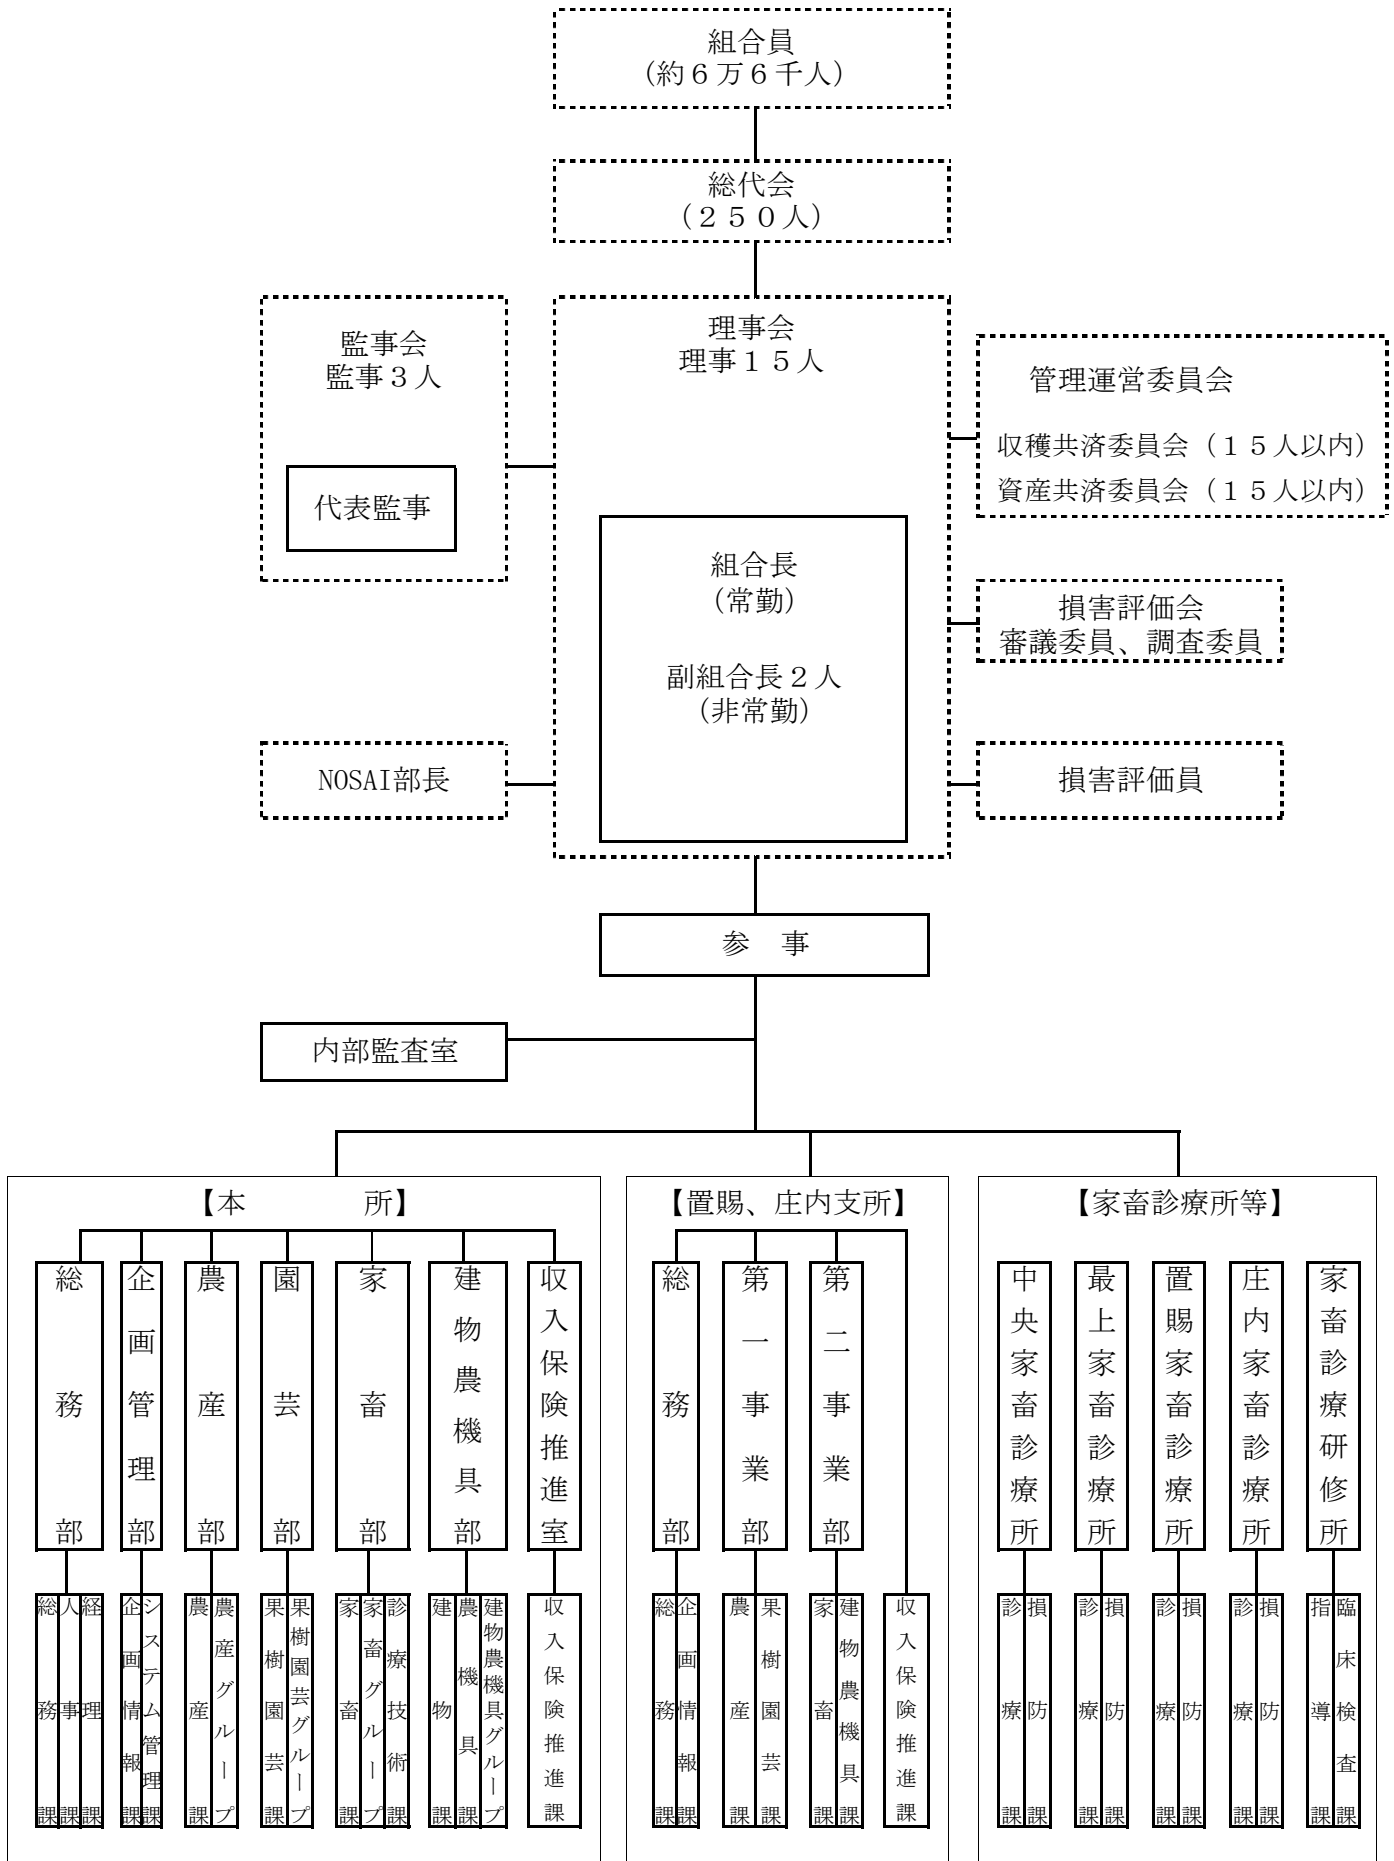 組合員
(約６万６千人)
総代会
(２５０人)
監事会
監事３人
代表監事
理事会
理事１５人
管理運営委員会
収穫共済委員会（１５人以内）
資産共済委員会（１５人以内）
組合長
(常勤)
副組合長２人
(非常勤)
損害評価会
審議委員、調査委員
NOSAI部長
損害評価員
参　事
内部監査室
【本　　　　所】
総務部
企画管理部
農産部
園芸部
家畜部
建物農機具部
収入保険推進室
総務課
人事課
経理課
企画情報課
システム管理課
農産課
農産グループ
果樹園芸課
果樹園芸グループ
家畜課
家畜グループ
診療技術課
建物課
農機具課
建物農機具グループ
収入保険推進課
【置賜、庄内支所】
総務部
第一事業部
第二事業部
総務課
企画情報課
農産課
果樹園芸課
家畜課
建物農機具課
収入保険推進課
【家畜診療所等】
中央家畜診療所
最上家畜診療所
置賜家畜診療所
庄内家畜診療所
家畜診療研修所
診療課
損防課
診療課
損防課
診療課
損防課
診療課
損防課
指導課
臨床検査課